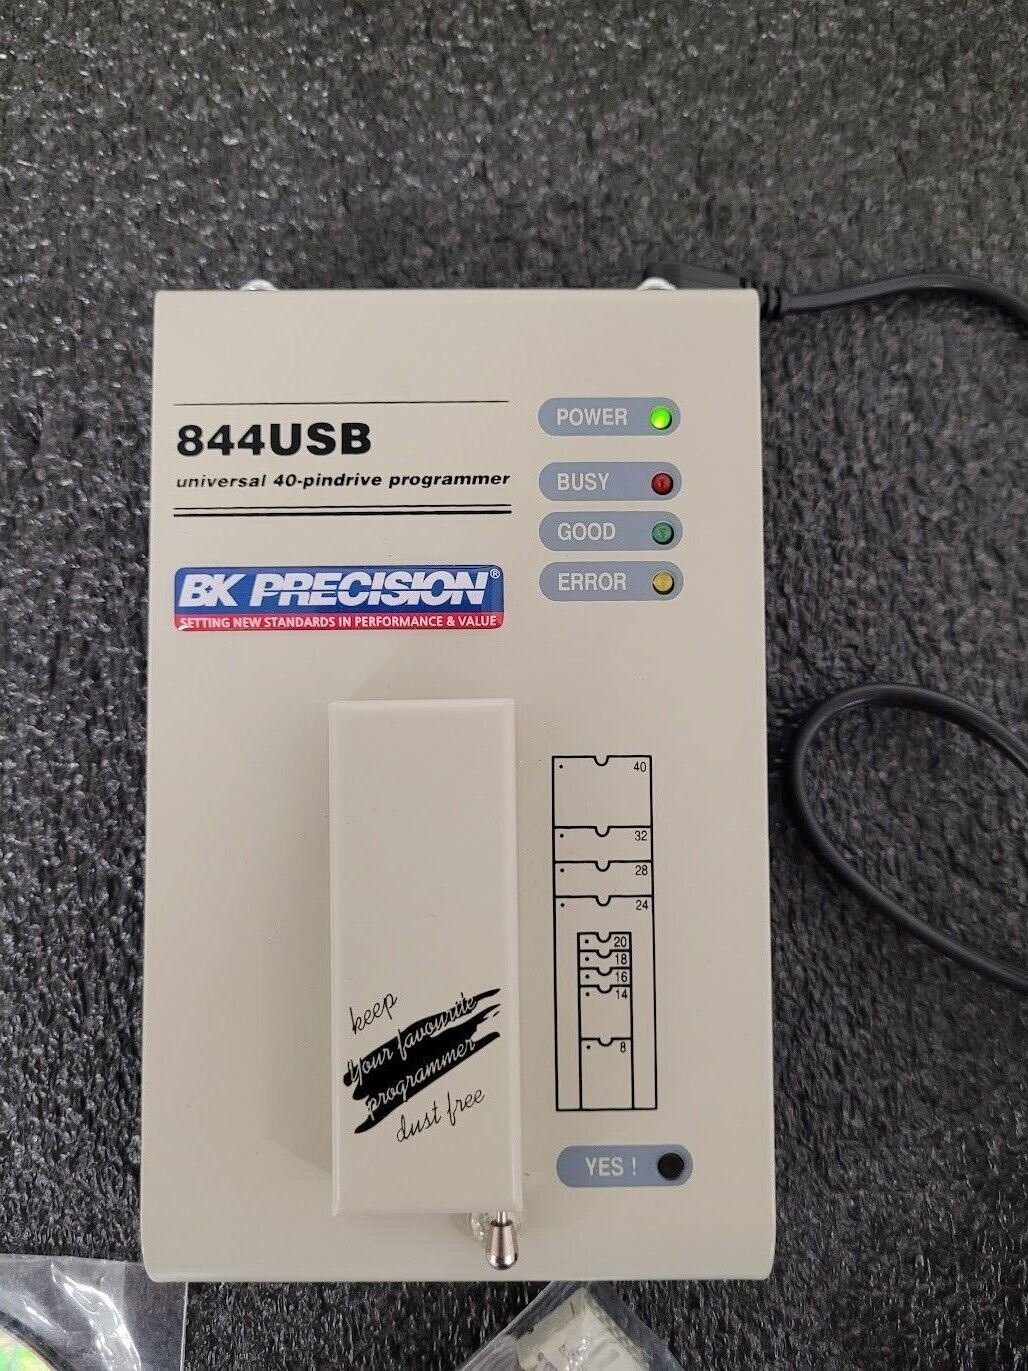 844USB
universal 40-pindrive programmer
BK PRECISION®
SETTING NEW STANDARDS IN PERFORMANCE & VALUE
POWER
BUSY
GOOD
ERROR
40
32
28
24
20
18
16
14
8
keep
Your favourite
programmer
dust free
YES !